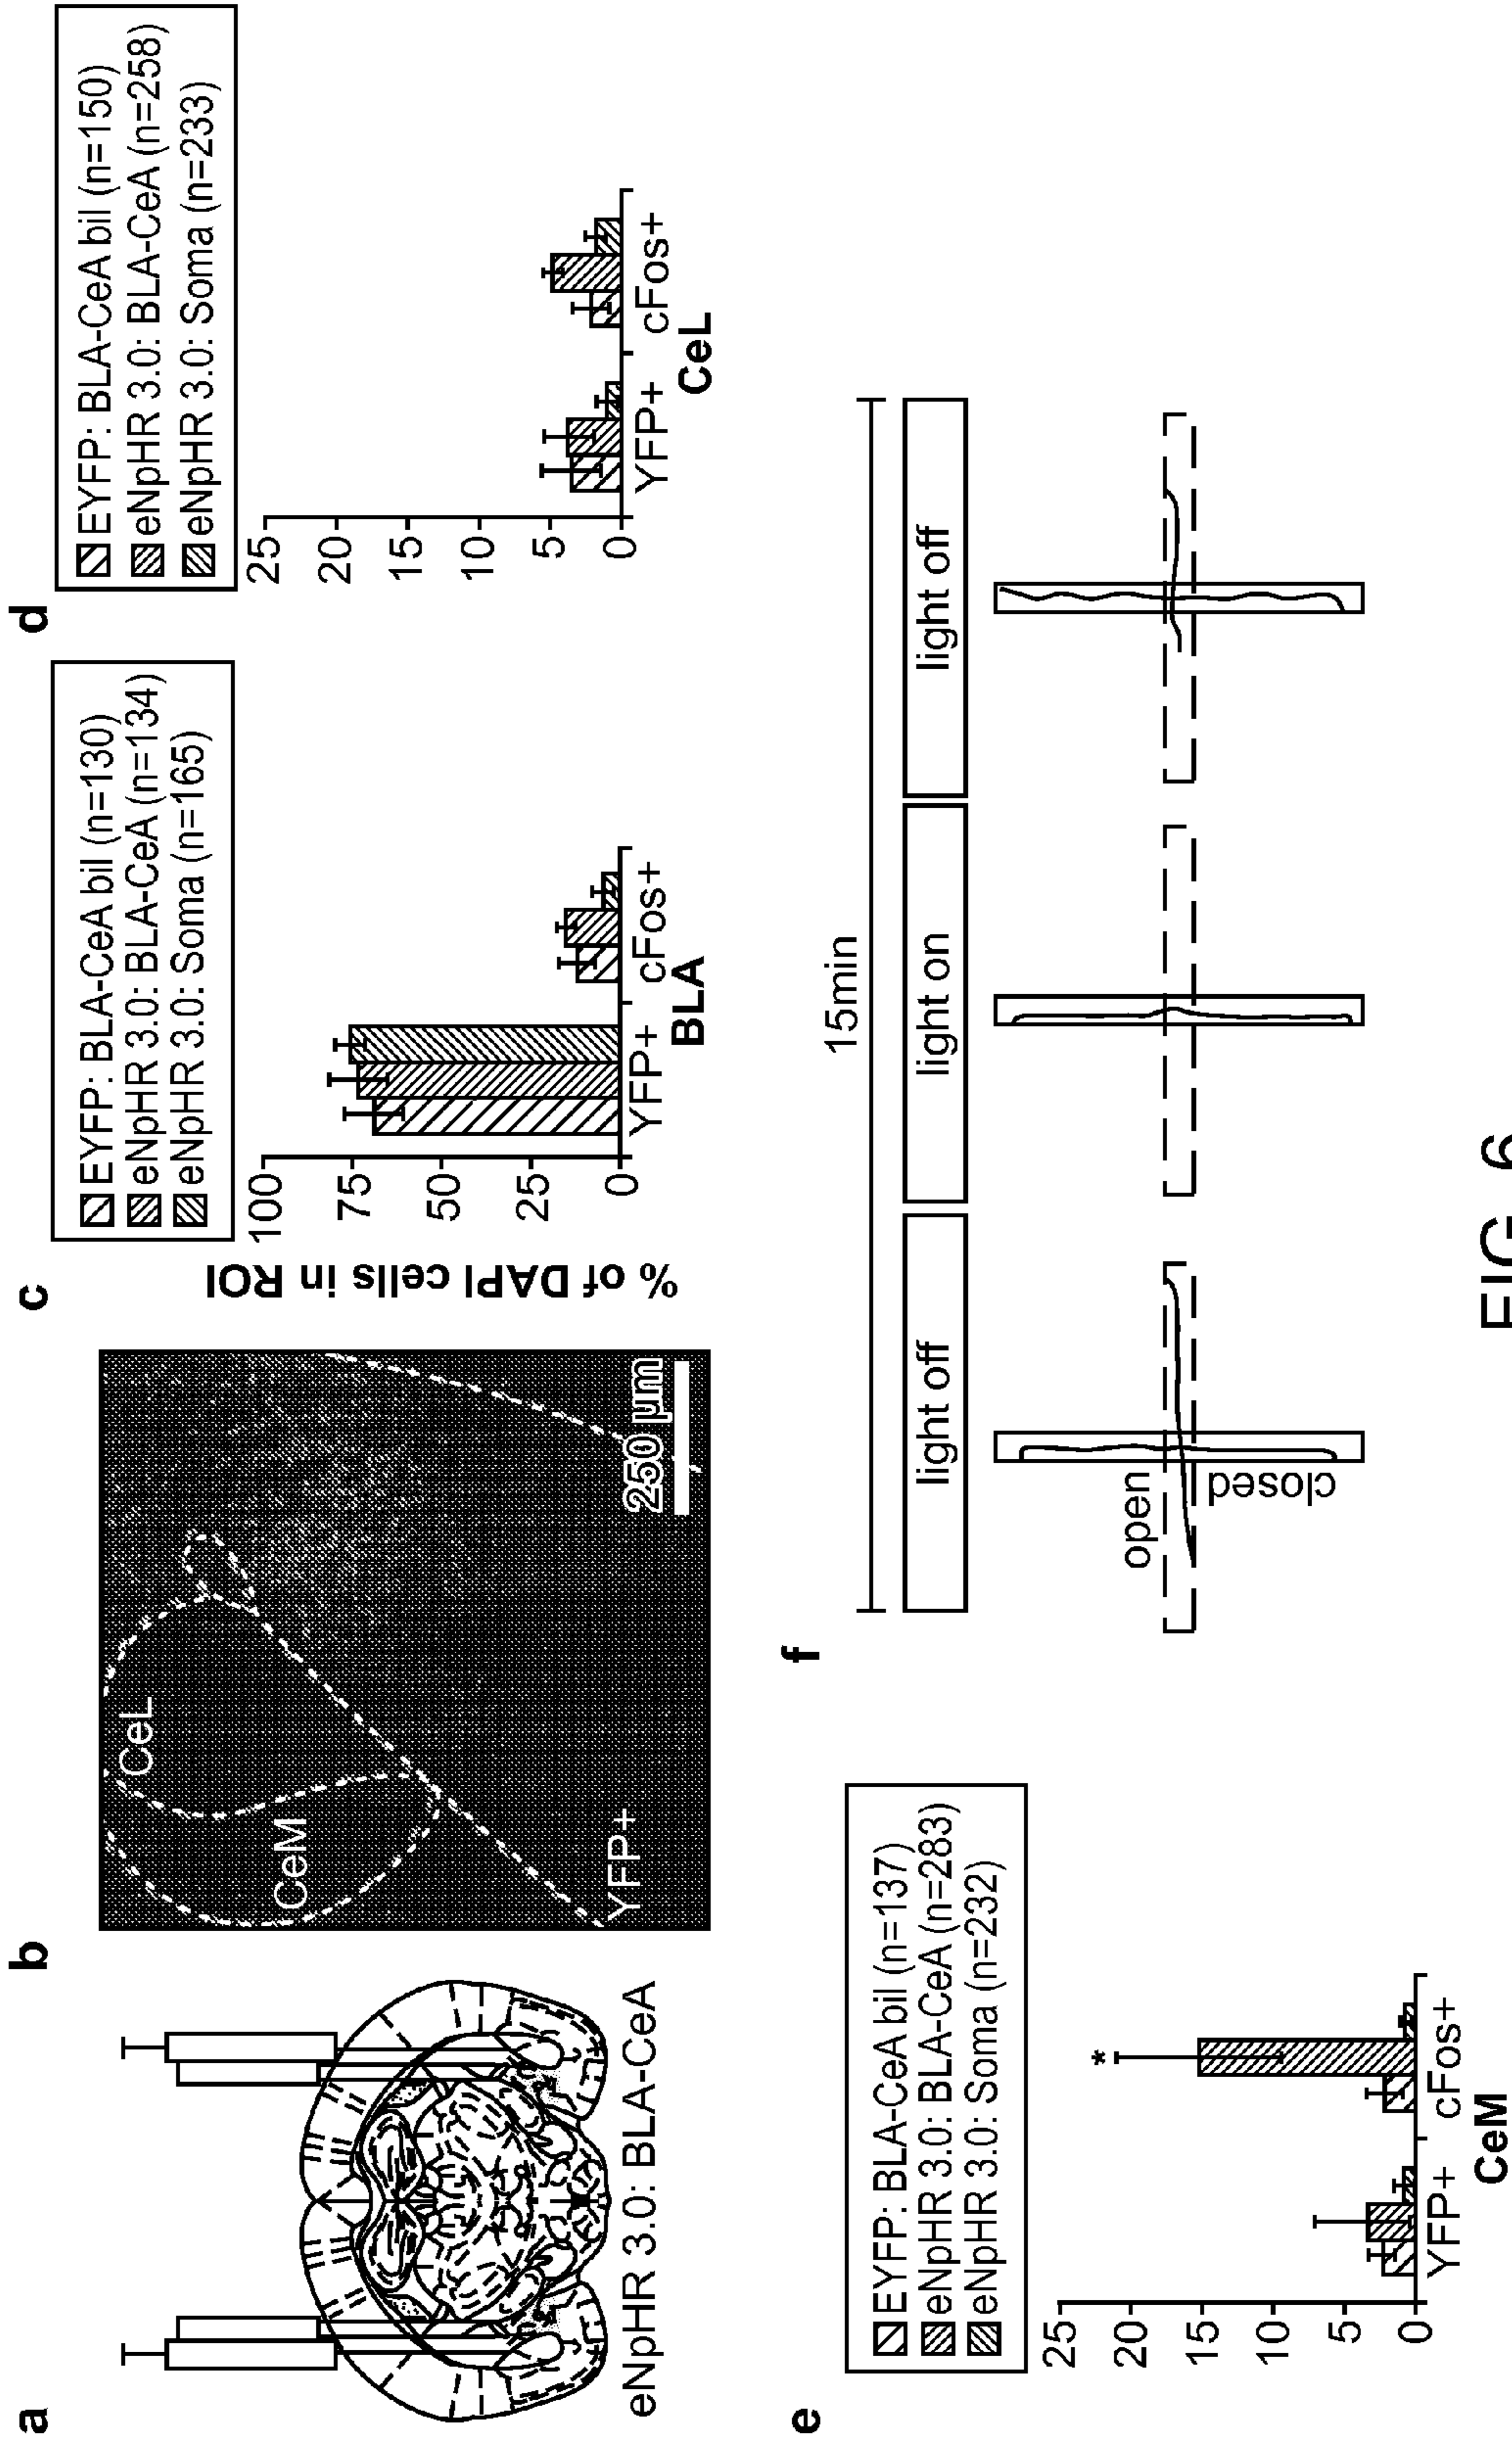 a
eNpHR 3.0: BLA-CeA
b
CeL
CeM
YFP+
250 µm
c
EYFP: BLA-CeA bil (n=130)
eNpHR 3.0: BLA-CeA (n=134)
eNpHR 3.0: Soma (n=165)
% of DAPI cells in ROI
100
75
50
25
0
YFP+ cFos+
BLA
d
EYFP: BLA-CeA bil (n=150)
eNpHR 3.0: BLA-CeA (n=258)
eNpHR 3.0: Soma (n=233)
25
20
15
10
5
0
YFP+ cFos+
CeL
e
EYFP: BLA-CeA bil (n=137)
eNpHR 3.0: BLA-CeA (n=283)
eNpHR 3.0: Soma (n=232)
25
20
15
10
5
0
*
YFP+ cFos+
CeM
f
15min
light off light on light off
open
closed
FIG. 6